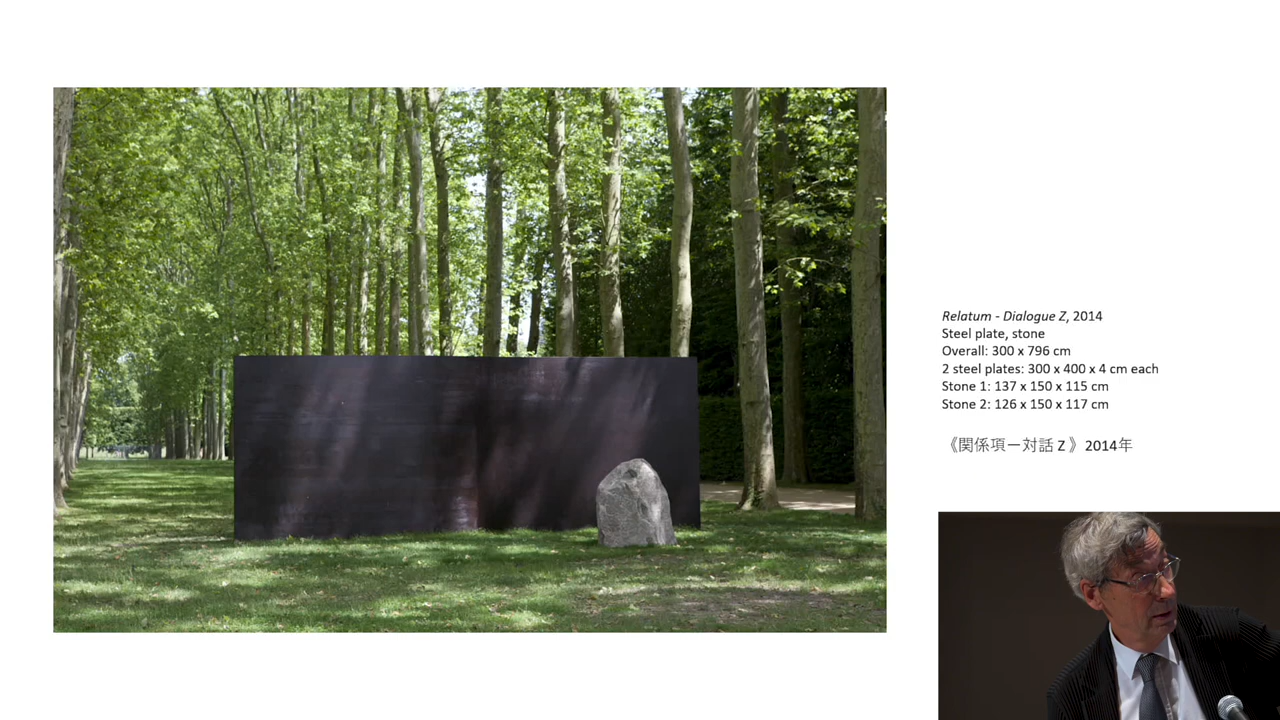 Relatum - Dialogue Z, 2014
Steel plate, stone
Overall: 300 x 796 cm
2 steel plates: 300 x 400 x 4 cm each
Stone 1: 137 x 150 x 115 cm
Stone 2: 126 x 150 x 117 cm
《関係項ー対話 Z 》2014年